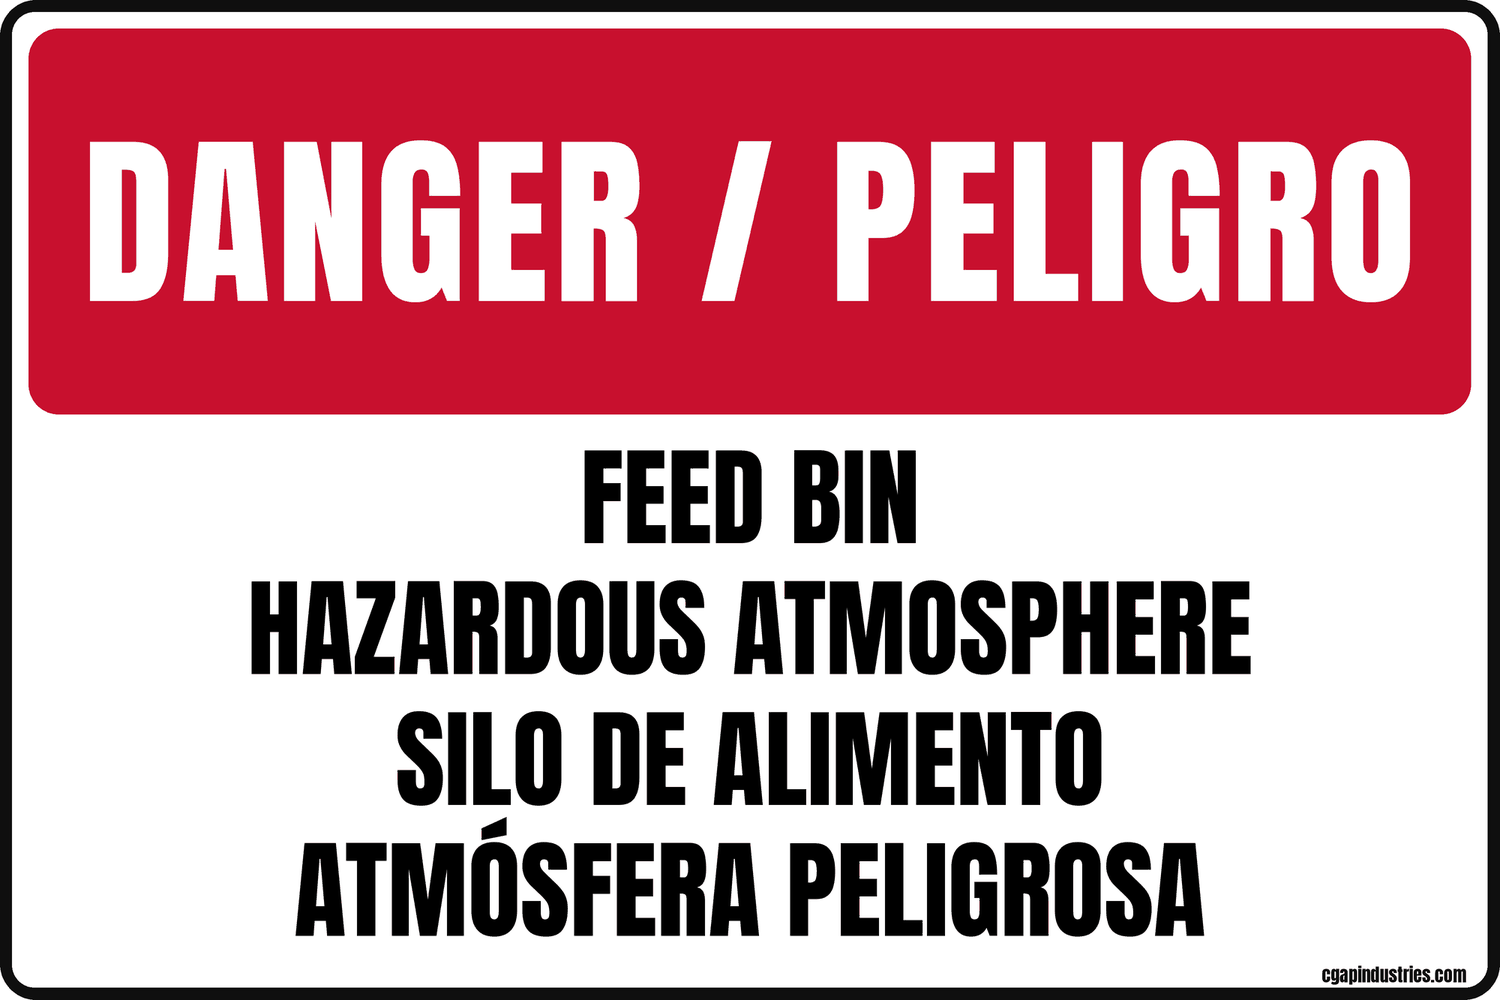 DANGER / PELIGRO
FEED BIN
HAZARDOUS ATMOSPHERE
SILO DE ALIMENTO
ATMÓSFERA PELIGROSA
cgapindustries.com